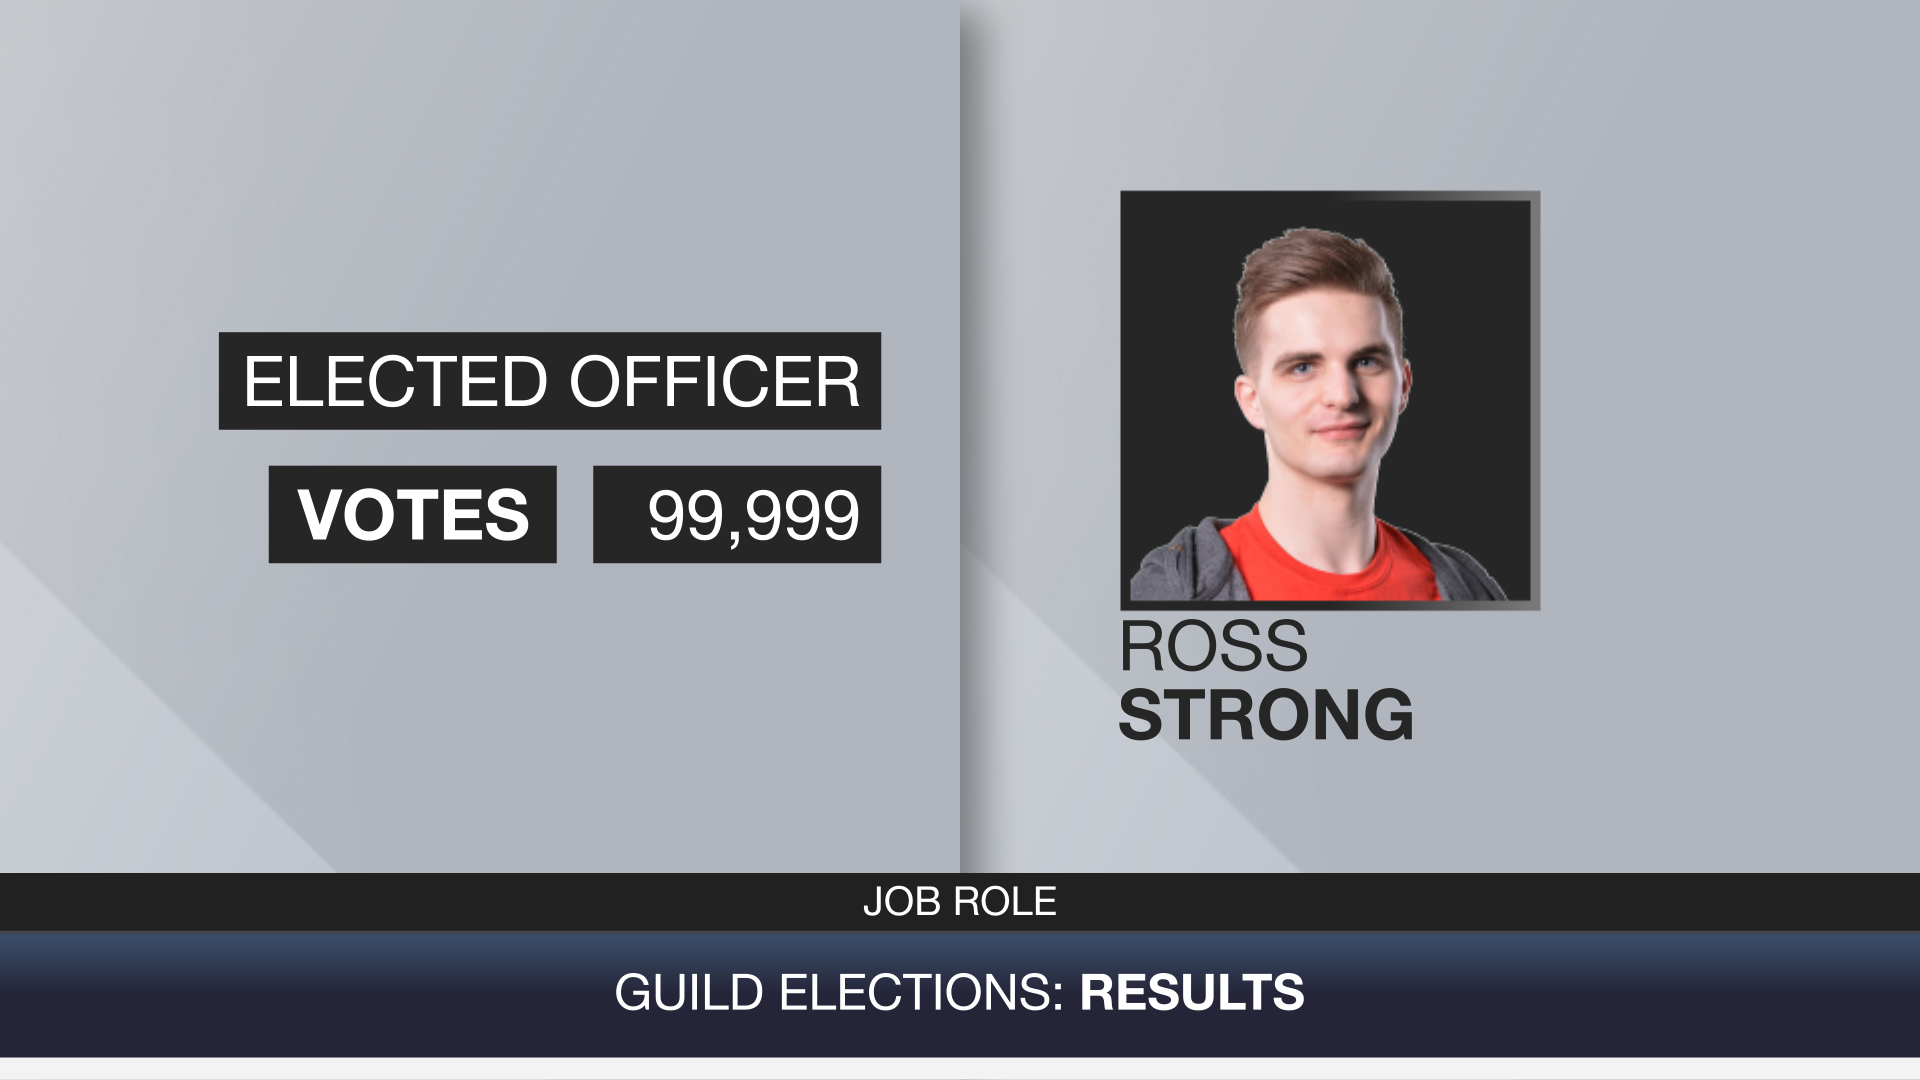 ELECTED OFFICER
VOTES 99,999
ROSS
STRONG
JOB ROLE
GUILD ELECTIONS: RESULTS